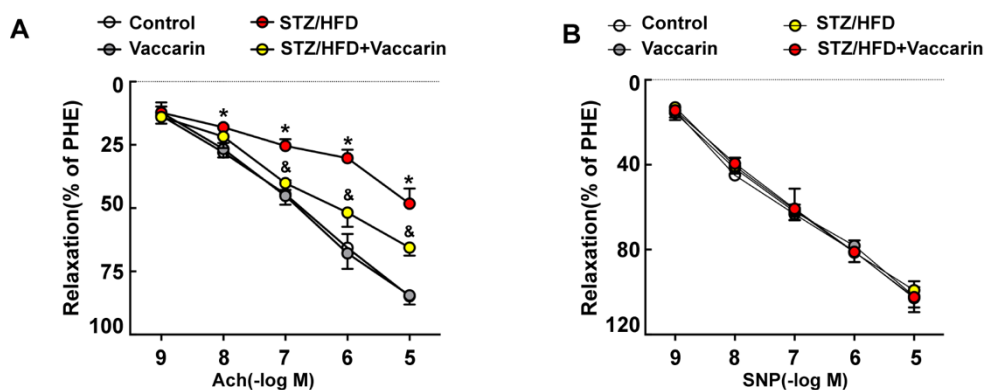 A
Control
STZ/HFD
Vaccarin
STZ/HFD+Vaccarin
Relaxation(% of PHE)
0
25
50
75
100
*
*
*
*
&
&
&
9 8 7 6 5
Ach(-log M)
B
Control
STZ/HFD
Vaccarin
STZ/HFD+Vaccarin
Relaxation(% of PHE)
0
40
80
120
9 8 7 6 5
SNP(-log M)